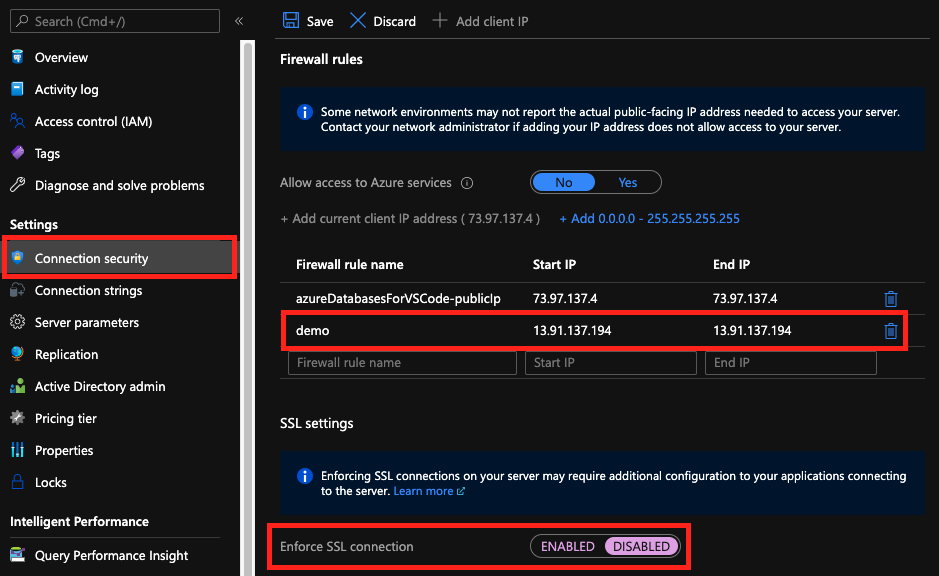 Search (Cmd+/)
«
Overview
Activity log
Access control (IAM)
Tags
Diagnose and solve problems
Settings
Connection security
Connection strings
Server parameters
Replication
Active Directory admin
Pricing tier
Properties
Locks
Intelligent Performance
Query Performance Insight
Save Discard + Add client IP
Firewall rules
Some network environments may not report the actual public-facing IP address needed to access your server.
Contact your network administrator if adding your IP address does not allow access to your server.
Allow access to Azure services No Yes
+ Add current client IP address ( 73.97.137.4 ) + Add 0.0.0.0 - 255.255.255.255
Firewall rule name Start IP End IP
azureDatabasesForVSCode-publicIp 73.97.137.4 73.97.137.4
demo 13.91.137.194 13.91.137.194
Firewall rule name Start IP End IP
SSL settings
Enforcing SSL connections on your server may require additional configuration to your applications connecting
to the server. Learn more
Enforce SSL connection ENABLED DISABLED